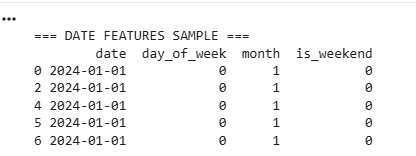 ...
=== DATE FEATURES SAMPLE ===
date day_of_week month is_weekend
0 2024-01-01 0 1 0
2 2024-01-01 0 1 0
4 2024-01-01 0 1 0
5 2024-01-01 0 1 0
6 2024-01-01 0 1 0